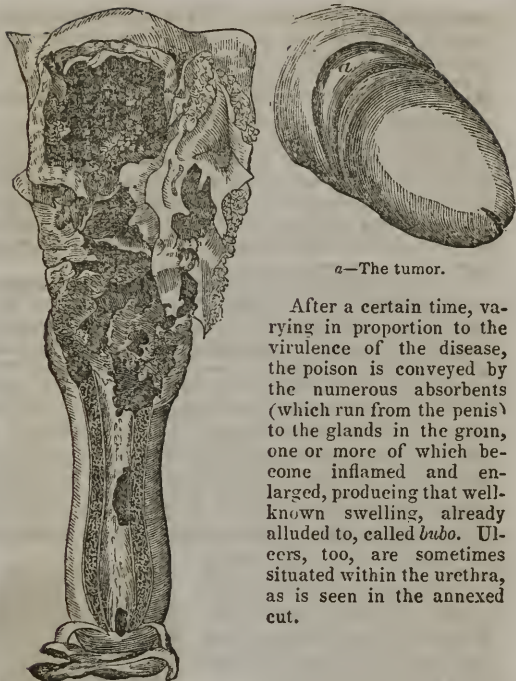 a
a—The tumor.
After a certain time, va-
rying in proportion to the
virulence of the disease,
the poison is conveyed by
the numerous absorbents
(which run from the penis)
to the glands in the groin,
one or more of which be-
come inflamed and en-
larged, producing that well-
known swelling, already
alluded to, called bubo. Ul-
cers, too, are sometimes
situated within the urethra,
as is seen in the annexed
cut.